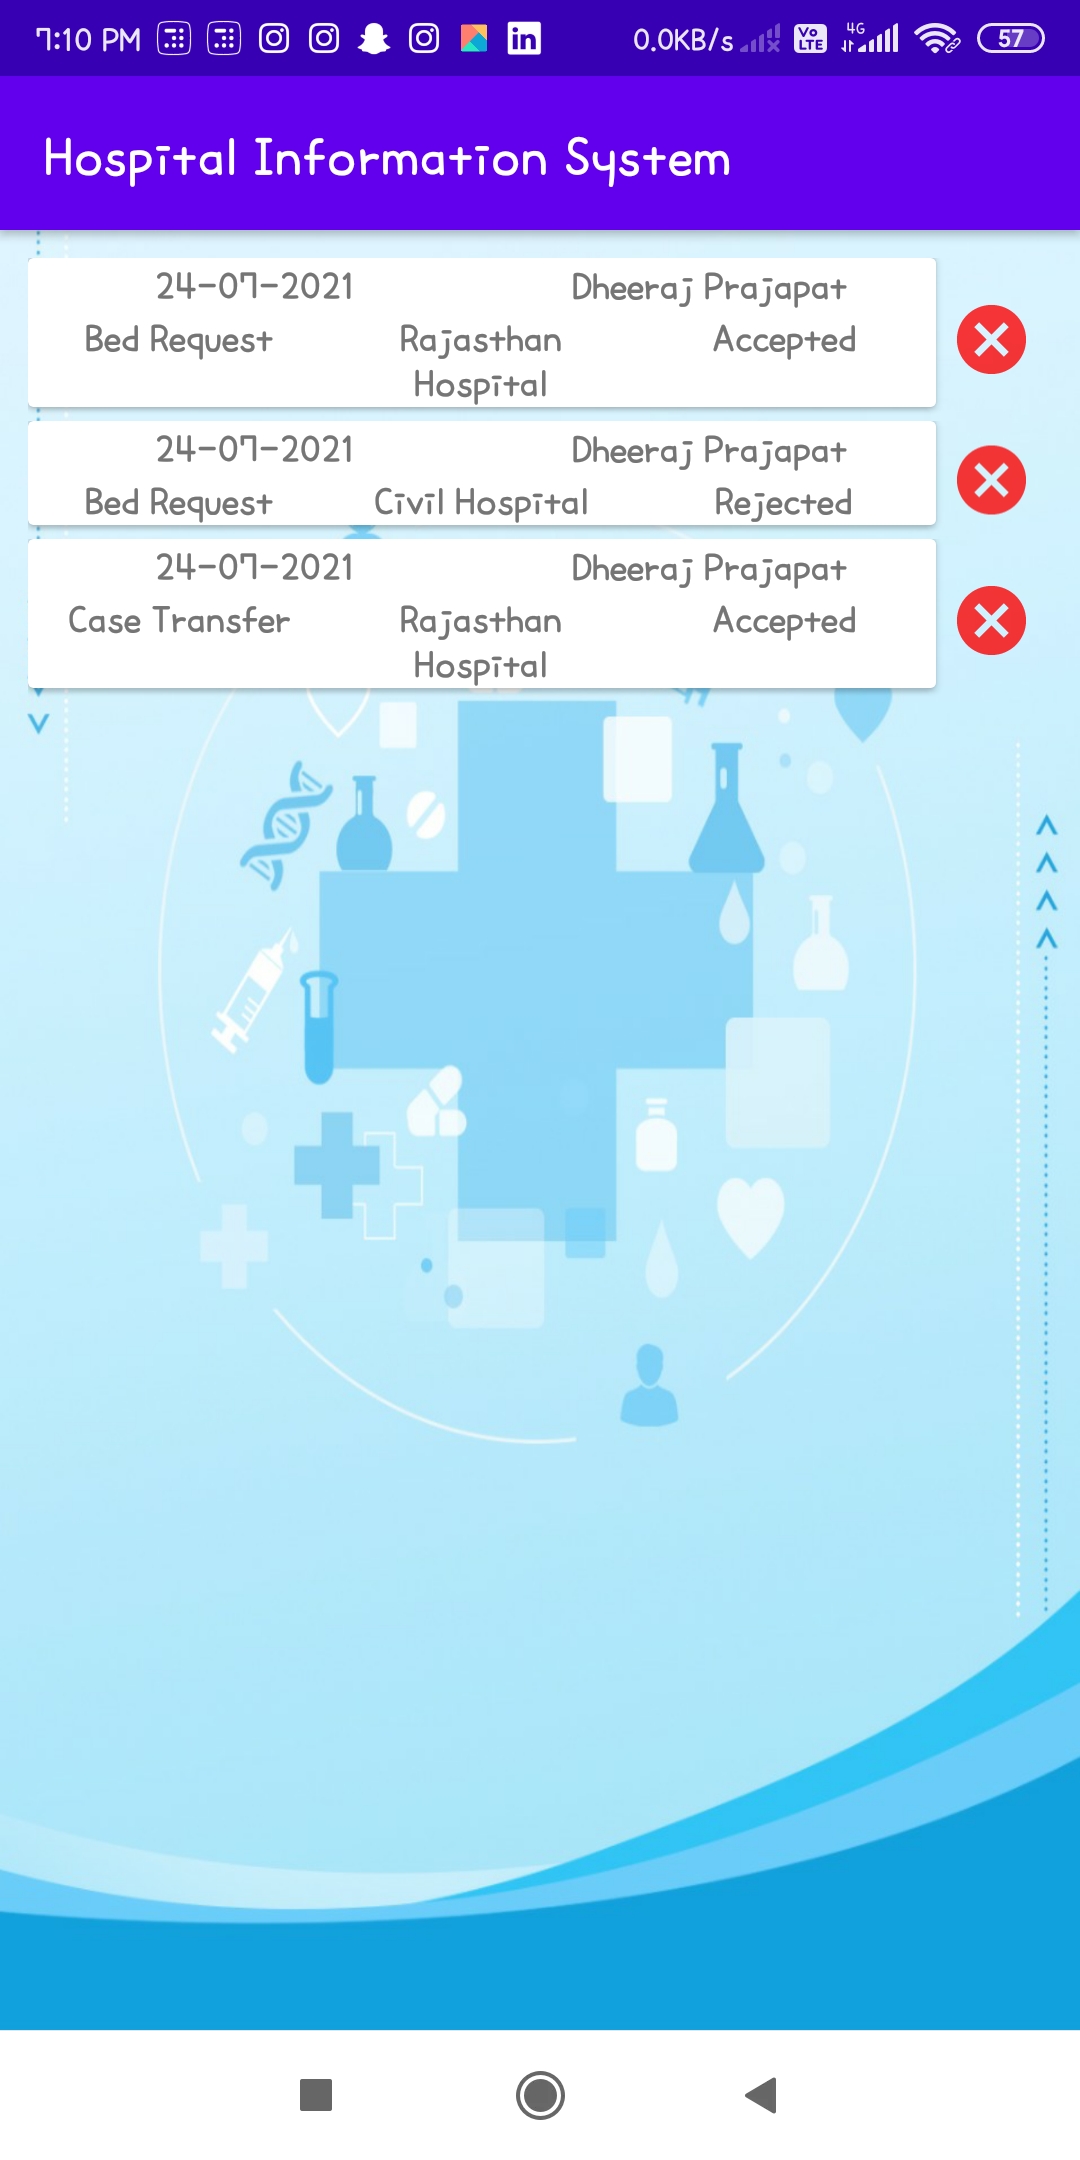 7:10 PM 0.0KB/s Vo LTE 4G 57
Hospital Information System
24-07-2021 Dheeraj Prajapat
Bed Request Rajasthan Hospital Accepted
24-07-2021 Dheeraj Prajapat
Bed Request Civil Hospital Rejected
24-07-2021 Dheeraj Prajapat
Case Transfer Rajasthan Hospital Accepted